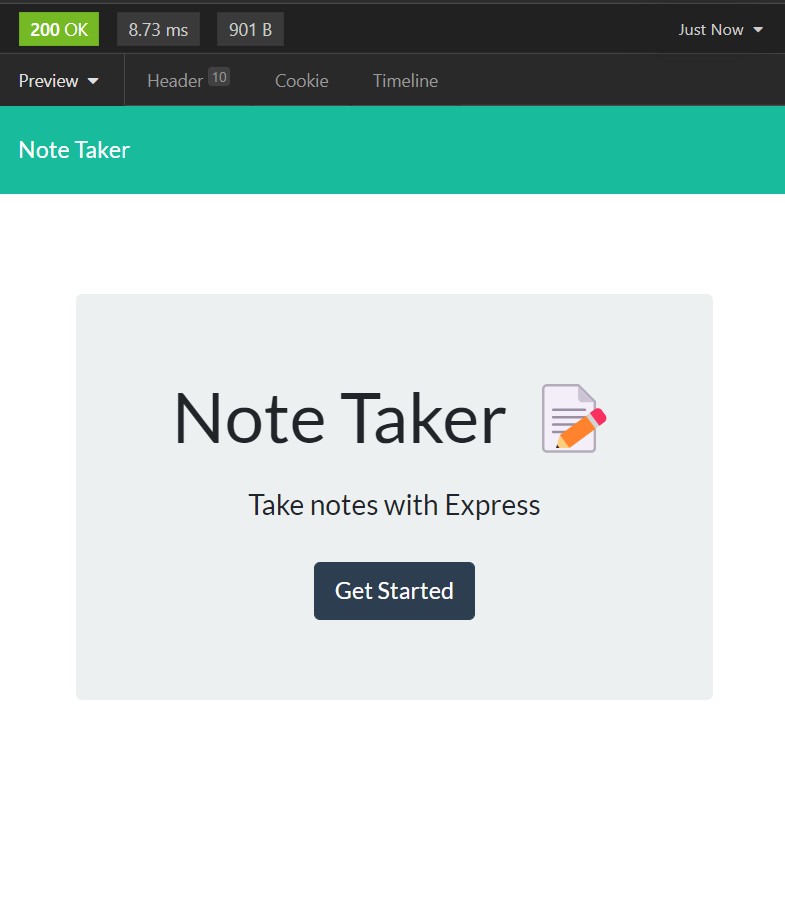 200 OK 8.73 ms 901 B Just Now
Preview Header 10 Cookie Timeline
Note Taker
Note Taker
Take notes with Express
Get Started